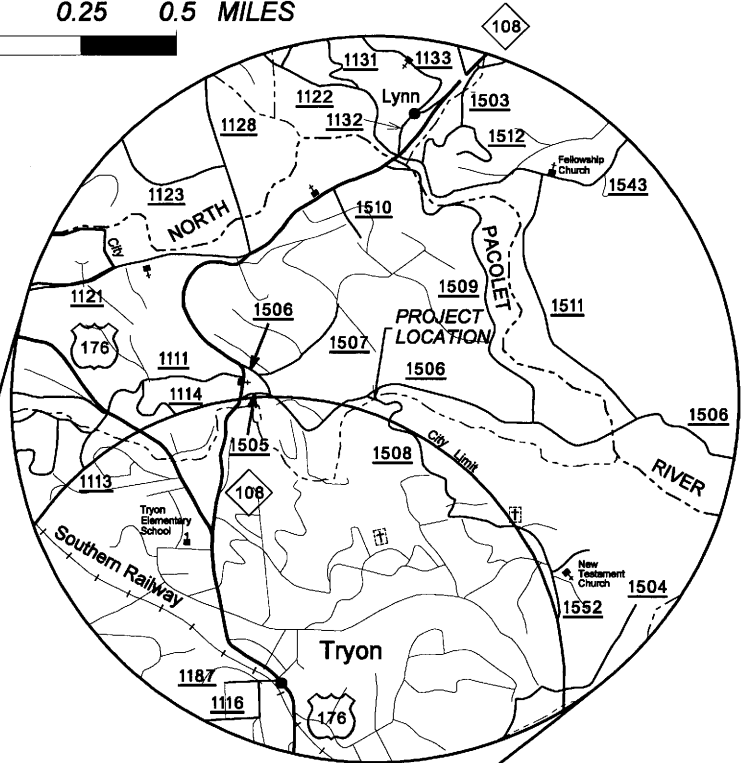 0.25 0.5 MILES
108
1131
1133
Lynn
1122
1132
1503
1128
1512
Fellowship
Church
1123
1543
NORTH
1510
City
PACOLET
1121
1509
1506
1511
PROJECT
LOCATION
176
1507
1111
1506
1114
1506
1505
City Limit
1508
RIVER
1113
108
Tryon
Elementary
School
Southern Railway
New
Testament
Church
1504
1552
Tryon
1187
1116
176